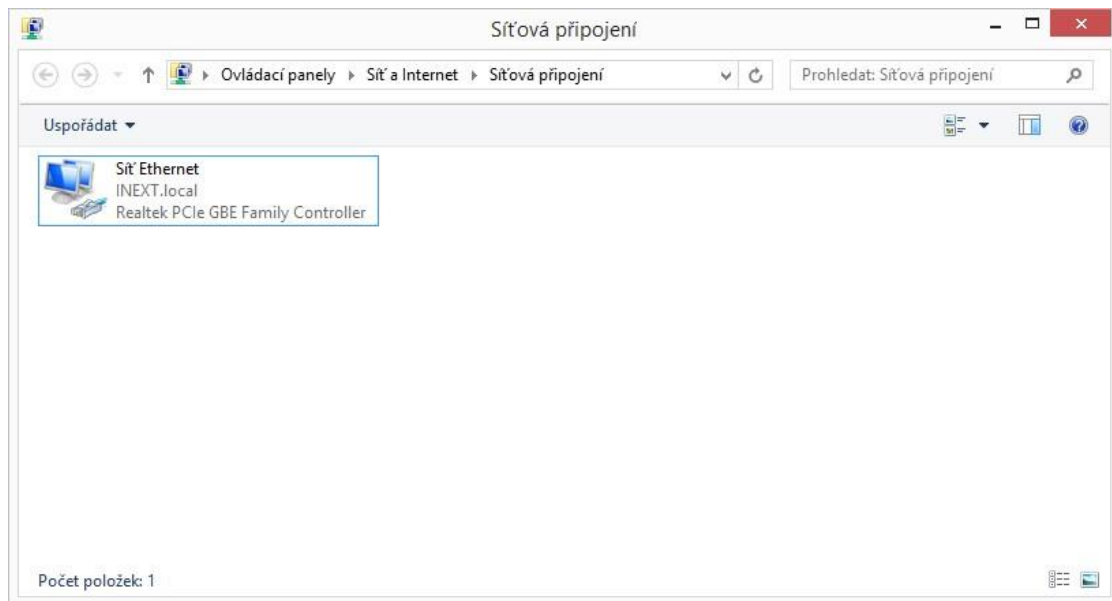 Síťová připojení
Ovládací panely Síť a Internet Síťová připojení
Prohledat: Síťová připojení
Uspořádat
Síť Ethernet
INEXT.local
Realtek PCIe GBE Family Controller
Počet položek: 1